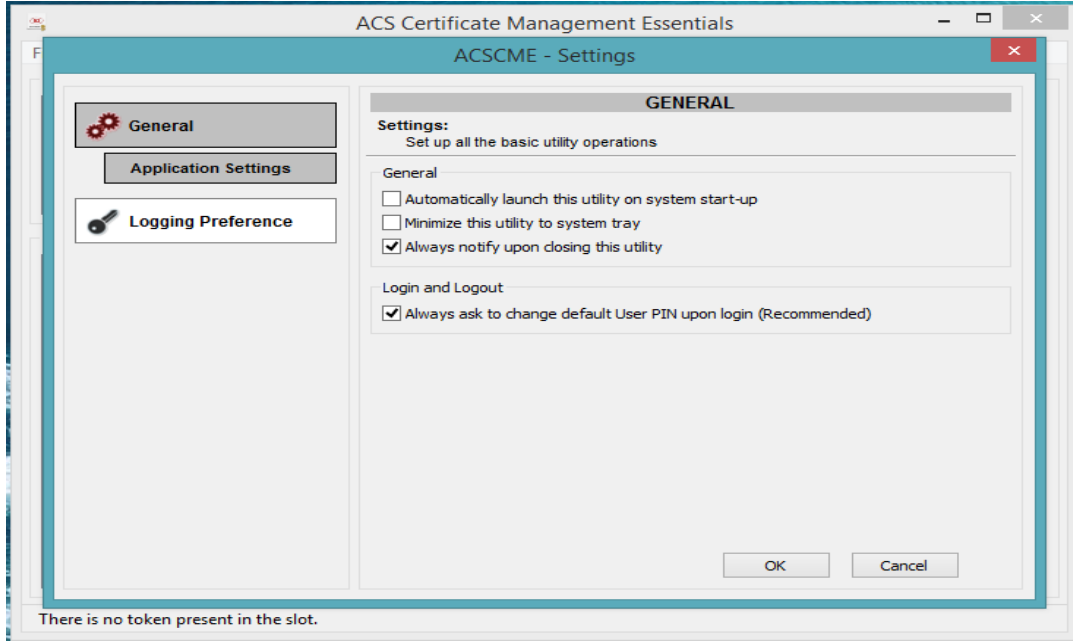 ACS Certificate Management Essentials
F
ACSCME - Settings
General
Application Settings
Logging Preference
GENERAL
Settings:
Set up all the basic utility operations
General
Automatically launch this utility on system start-up
Minimize this utility to system tray
Always notify upon closing this utility
Login and Logout
Always ask to change default User PIN upon login (Recommended)
OK
Cancel
There is no token present in the slot.